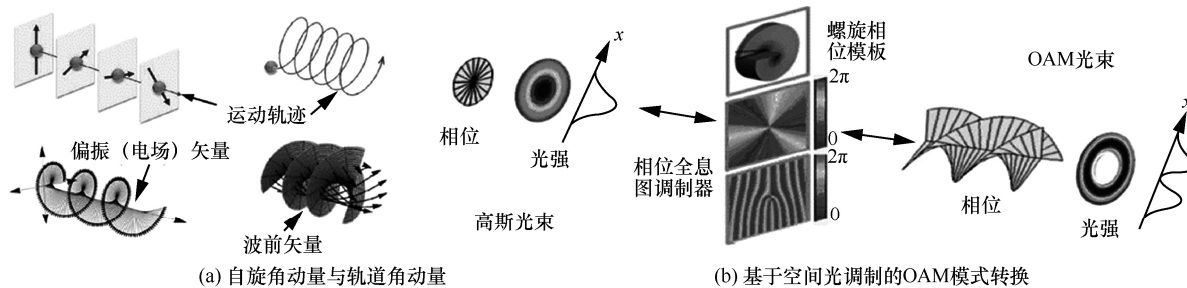 运动轨迹
偏振（电场）矢量
波前矢量
(a) 自旋角动量与轨道角动量
x
相位
光强
高斯光束
螺旋相
位模板
2π
0
2π
0
相位全息
图调制器
OAM光束
x
相位
光强
(b) 基于空间光调制的OAM模式转换